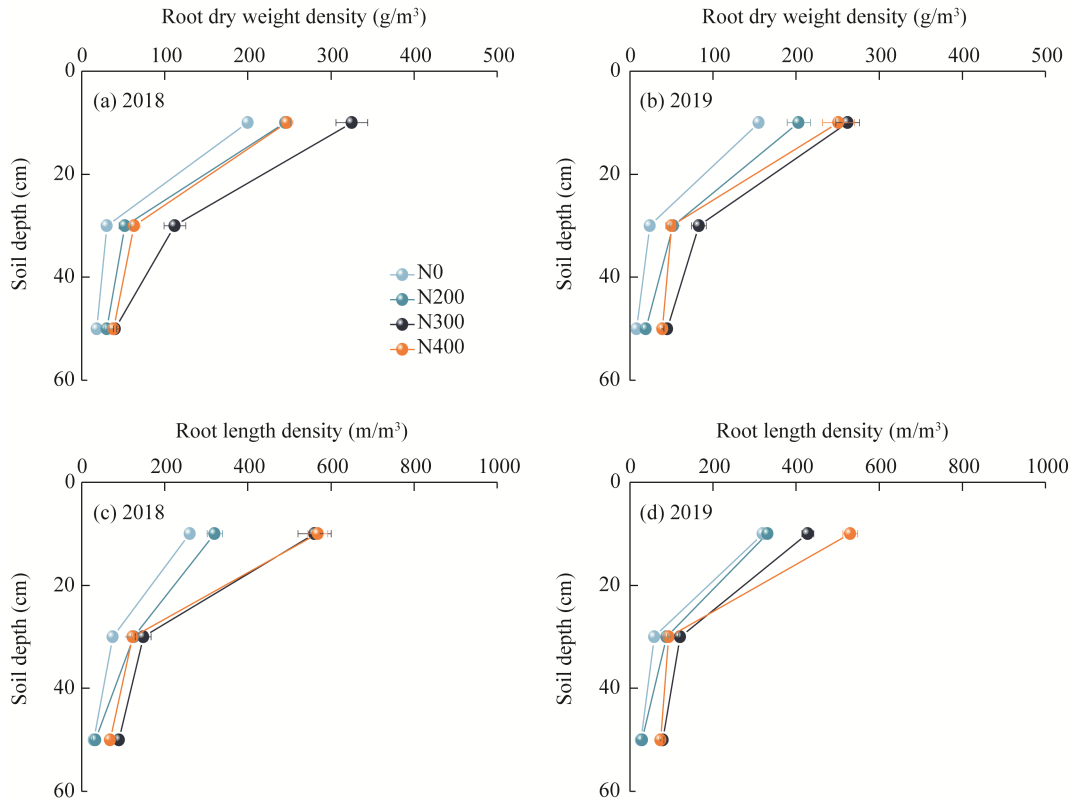 Root dry weight density (g/m³)
0 100 200 300 400 500
0
20
40
60
Soil depth (cm)
(a) 2018
N0
N200
N300
N400
Root dry weight density (g/m³)
0 100 200 300 400 500
0
20
40
60
Soil depth (cm)
(b) 2019
Root length density (m/m³)
0 200 400 600 800 1000
0
20
40
60
Soil depth (cm)
(c) 2018
Root length density (m/m³)
0 200 400 600 800 1000
0
20
40
60
Soil depth (cm)
(d) 2019